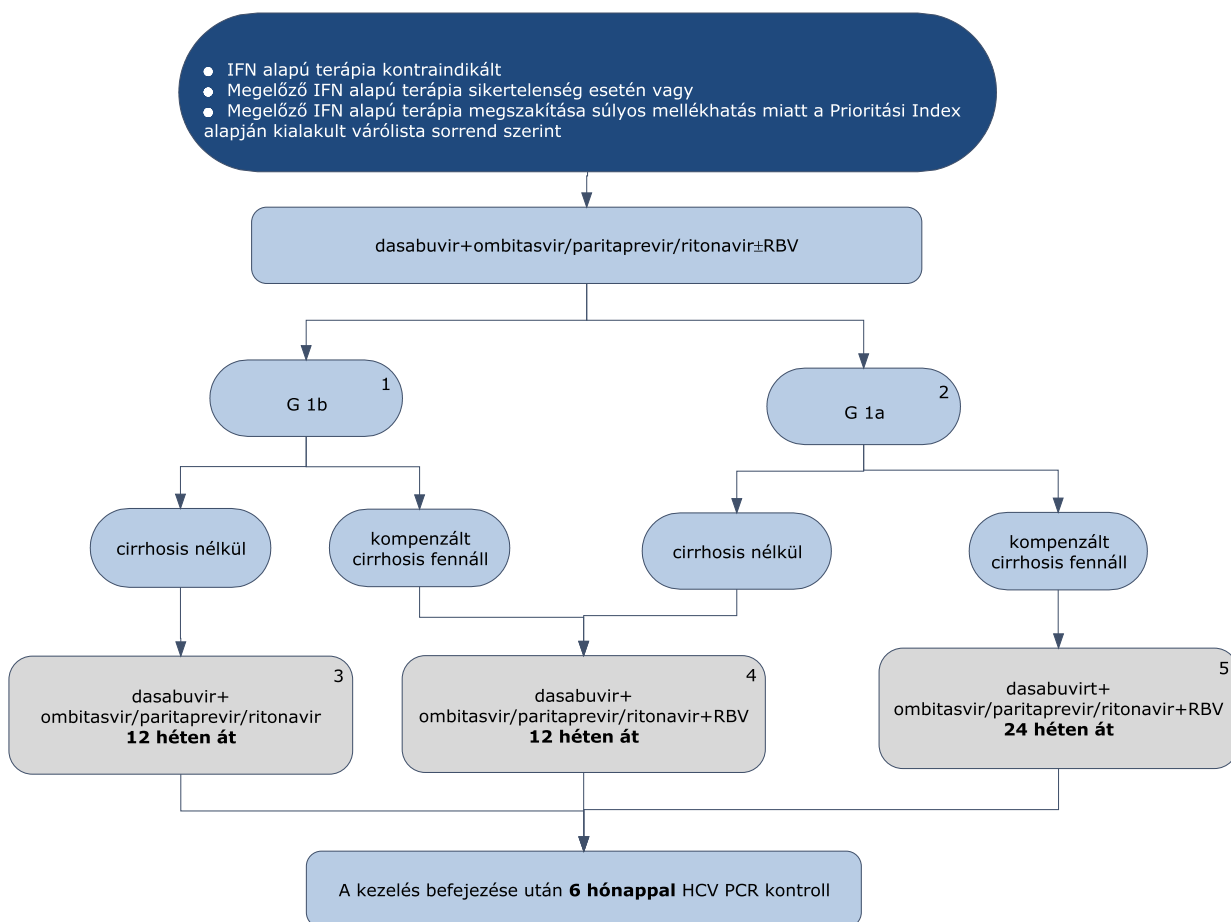 ● IFN alapú terápia kontraindikált
● Megelőző IFN alapú terápia sikertelenség esetén vagy
● Megelőző IFN alapú terápia megszakítása súlyos mellékhatás miatt a Prioritási Index
alapján kialakult várólista sorrend szerint
dasabuvir+ombitasvir/paritaprevir/ritonavir±RBV
1
G 1b
2
G 1a
cirrhosis nélkül
kompenzált
cirrhosis fennáll
cirrhosis nélkül
kompenzált
cirrhosis fennáll
3
dasabuvir+
ombitasvir/paritaprevir/ritonavir
12 héten át
4
dasabuvir+
ombitasvir/paritaprevir/ritonavir+RBV
12 héten át
5
dasabuvirt+
ombitasvir/paritaprevir/ritonavir+RBV
24 héten át
A kezelés befejezése után 6 hónappal HCV PCR kontroll